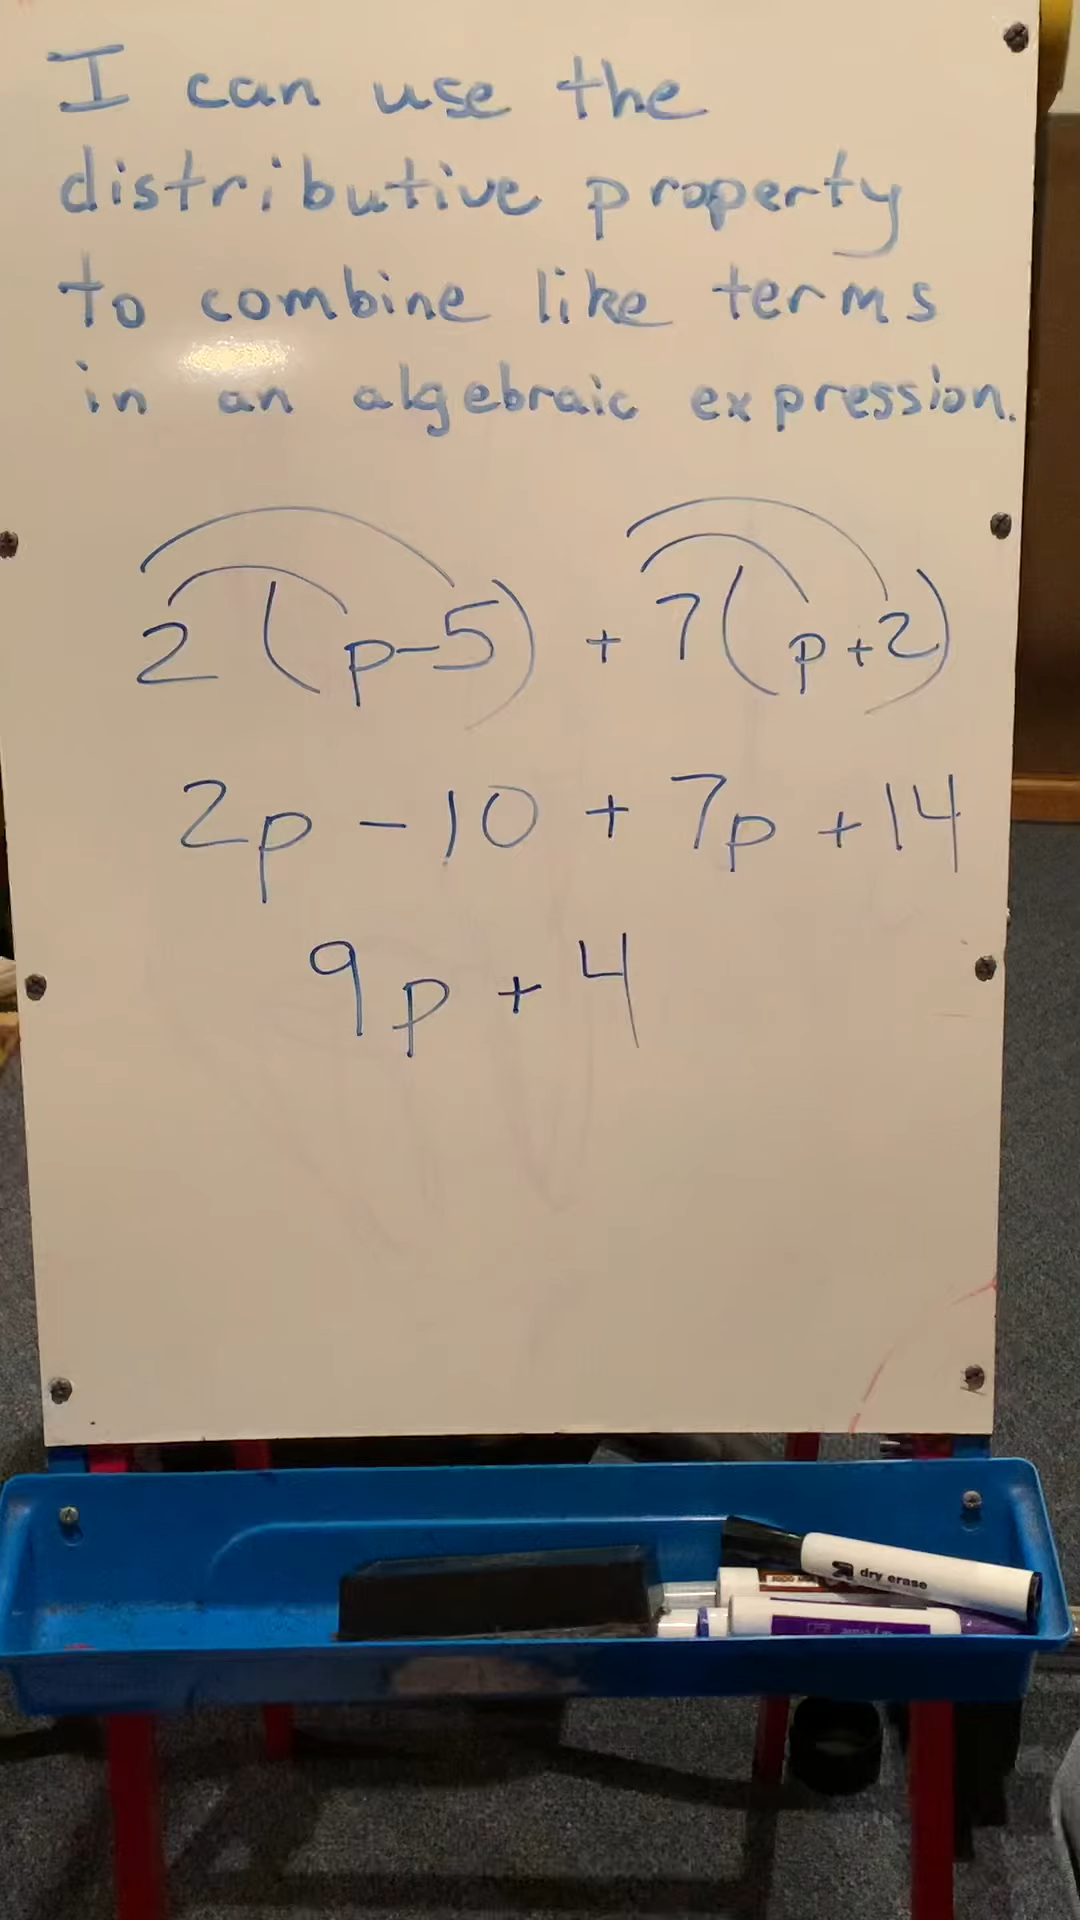 I can use the
distributive property
to combine like terms
in an algebraic expression.
2(p-5) + 7(p+2)
2p - 10 + 7p + 14
9p + 4
dry erase